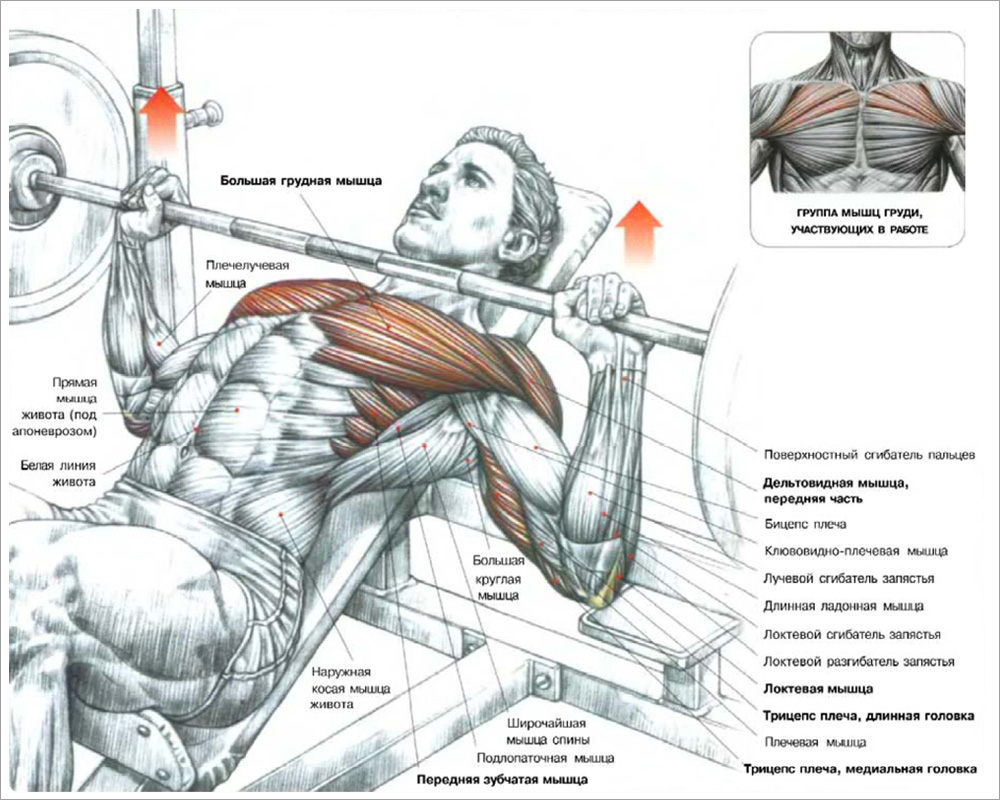 Большая грудная мышца
ГРУППА МЫШЦ ГРУДИ,
УЧАСТВУЮЩИХ В РАБОТЕ
Плечелучевая
мышца
Прямая
мышца
живота (под
апоневрозом)
Белая линия
живота
Поверхностный сгибатель пальцев
Дельтовидная мышца,
передняя часть
Бицепс плеча
Клювовидно-плечевая мышца
Лучевой сгибатель запястья
Длинная ладонная мышца
Локтевой сгибатель запястья
Локтевой разгибатель запястья
Локтевая мышца
Трицепс плеча, длинная головка
Плечевая мышца
Трицепс плеча, медиальная головка
Большая
круглая
мышца
Наружная
косая мышца
живота
Широчайшая
мышца спины
Подлопаточная мышца
Передняя зубчатая мышца